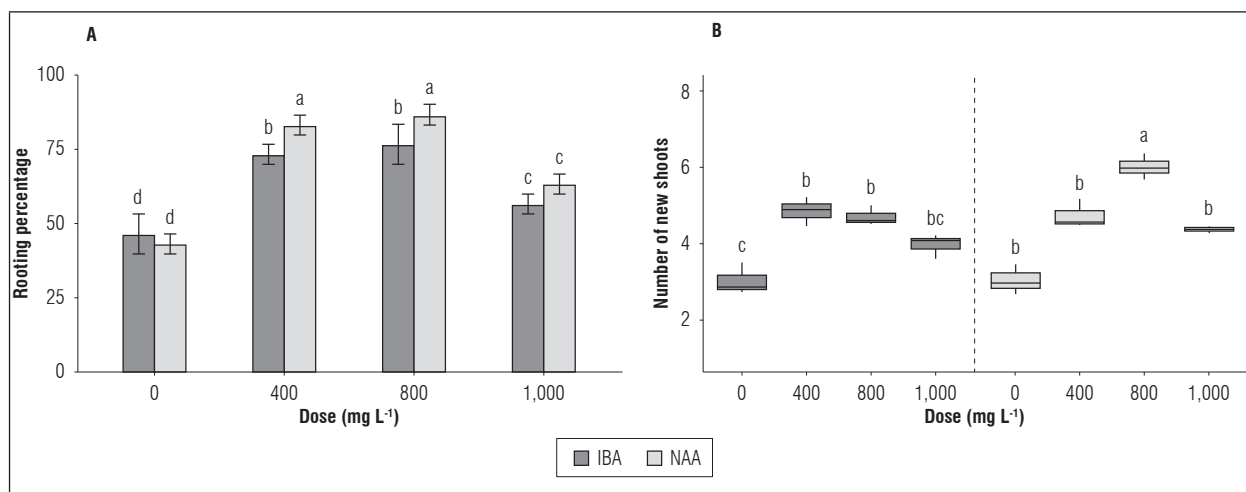 A
Rooting percentage
100
75
50
25
0
d d
b a
b a
c c
0 400 800 1,000
Dose (mg L-1)
B
Number of new shoots
8
6
4
2
c b b bc b b a b
0 400 800 1,000 0 400 800 1,000
Dose (mg L-1)
IBA NAA